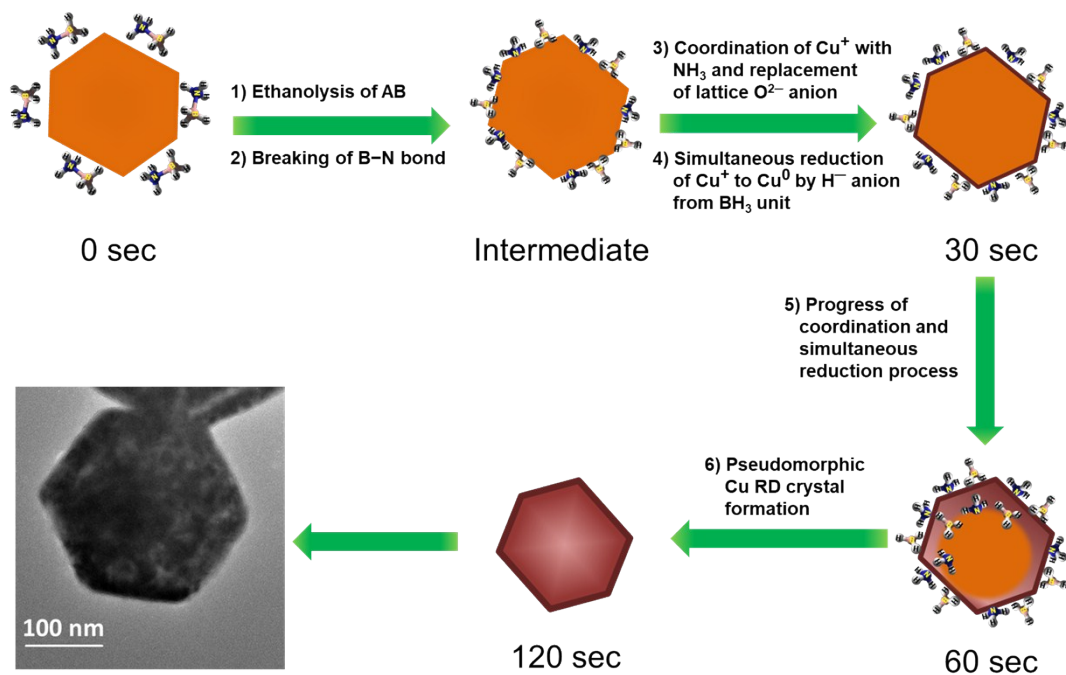 1) Ethanolysis of AB
2) Breaking of B−N bond
3) Coordination of Cu⁺ with
NH₃ and replacement
of lattice O²⁻ anion
4) Simultaneous reduction
of Cu⁺ to Cu⁰ by H⁻ anion
from BH₃ unit
0 sec
Intermediate
30 sec
5) Progress of
coordination and
simultaneous
reduction process
6) Pseudomorphic
Cu RD crystal
formation
100 nm
120 sec
60 sec